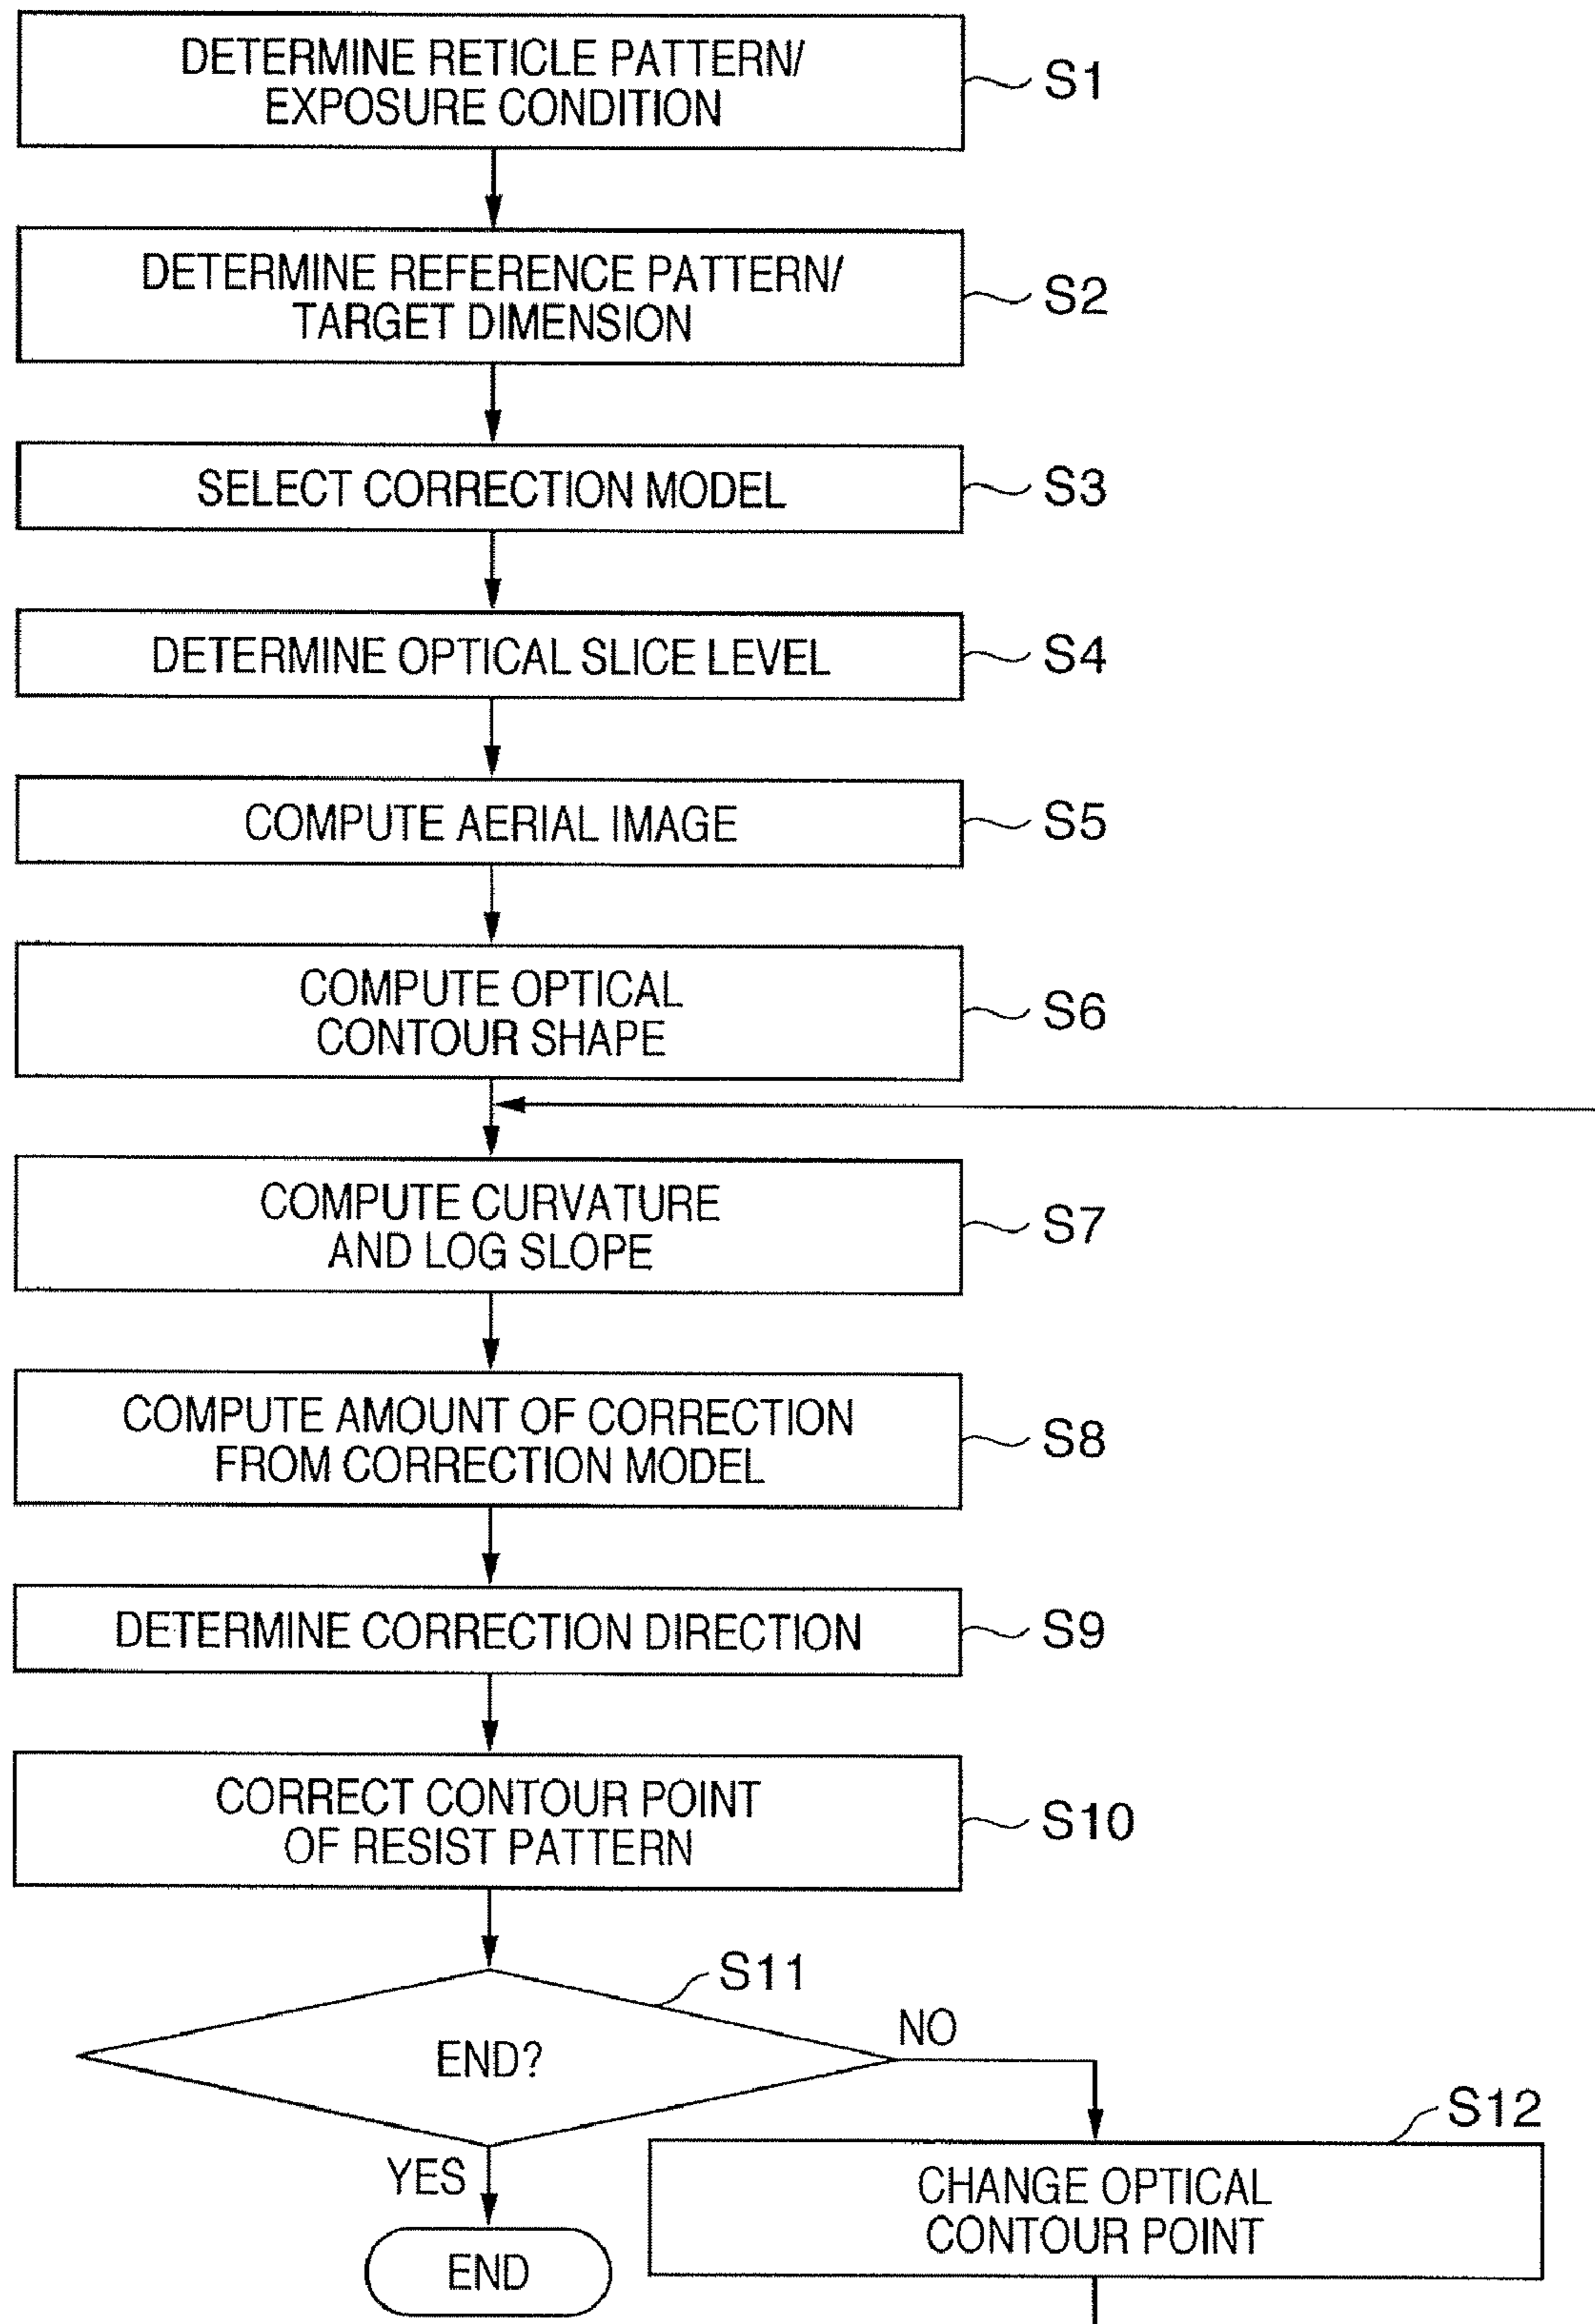 DETERMINE RETICLE PATTERN/
EXPOSURE CONDITION
S1
DETERMINE REFERENCE PATTERN/
TARGET DIMENSION
S2
SELECT CORRECTION MODEL
S3
DETERMINE OPTICAL SLICE LEVEL
S4
COMPUTE AERIAL IMAGE
S5
COMPUTE OPTICAL
CONTOUR SHAPE
S6
COMPUTE CURVATURE
AND LOG SLOPE
S7
COMPUTE AMOUNT OF CORRECTION
FROM CORRECTION MODEL
S8
DETERMINE CORRECTION DIRECTION
S9
CORRECT CONTOUR POINT
OF RESIST PATTERN
S10
S11
END?
NO
YES
S12
CHANGE OPTICAL
CONTOUR POINT
END